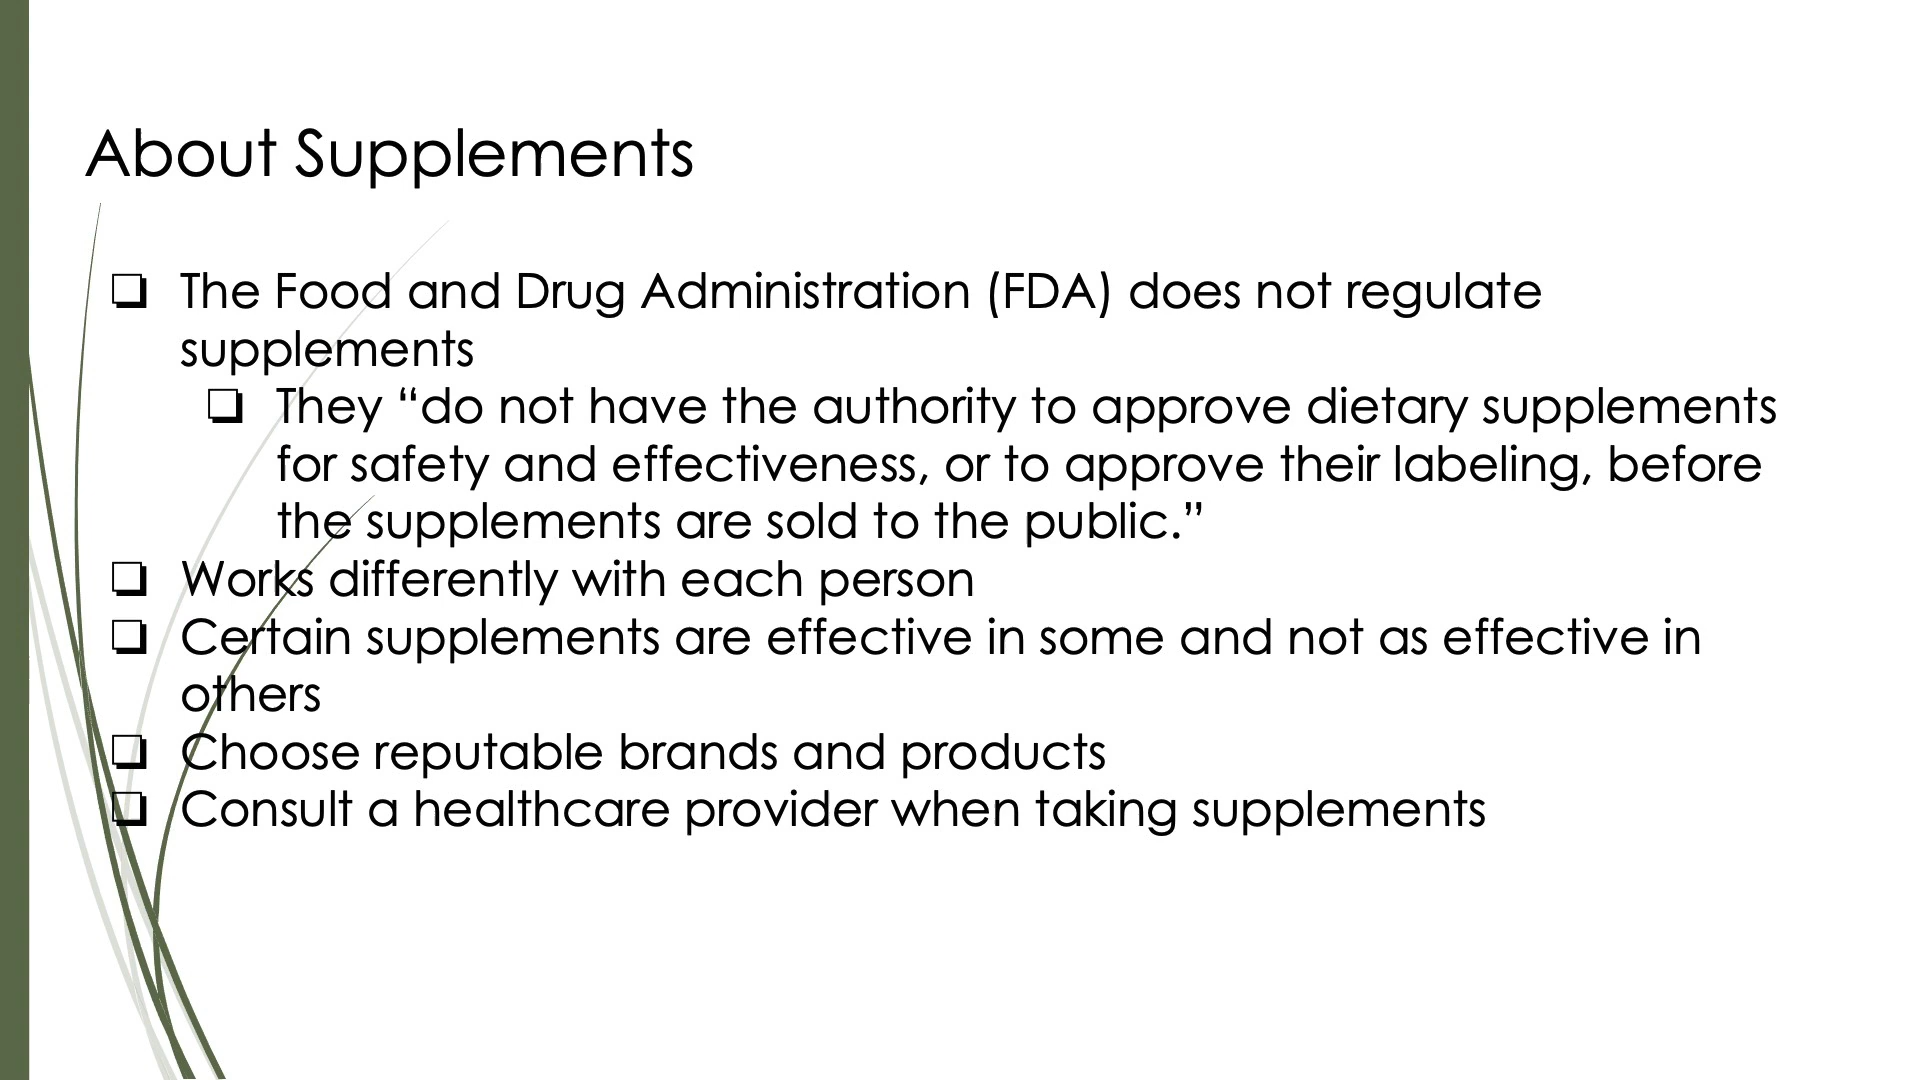 About Supplements
❏ The Food and Drug Administration (FDA) does not regulate
supplements
❏ They “do not have the authority to approve dietary supplements
for safety and effectiveness, or to approve their labeling, before
the supplements are sold to the public.”
❏ Works differently with each person
❏ Certain supplements are effective in some and not as effective in
others
❏ Choose reputable brands and products
❏ Consult a healthcare provider when taking supplements